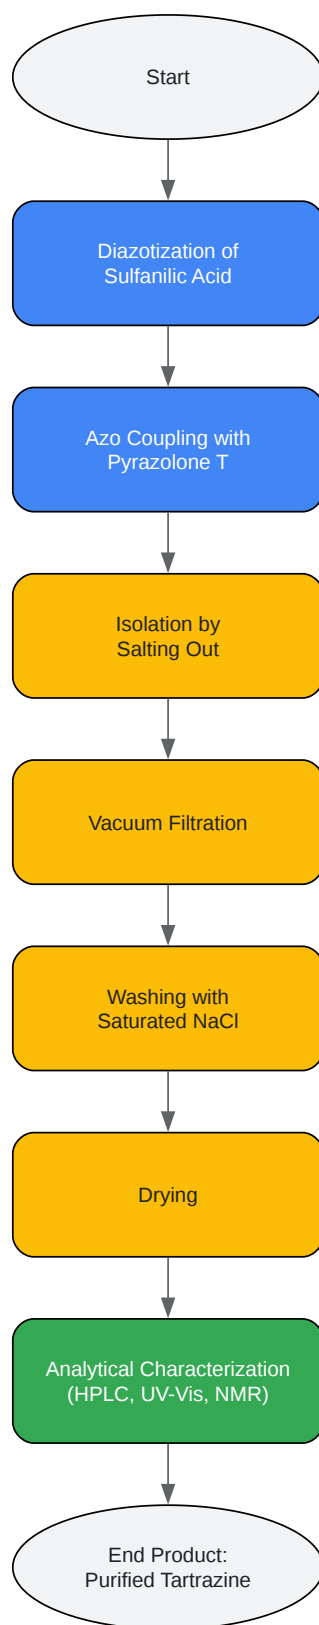 Start
Diazotization of
Sulfanilic Acid
Azo Coupling with
Pyrazolone T
Isolation by
Salting Out
Vacuum Filtration
Washing with
Saturated NaCl
Drying
Analytical Characterization
(HPLC, UV-Vis, NMR)
End Product:
Purified Tartrazine